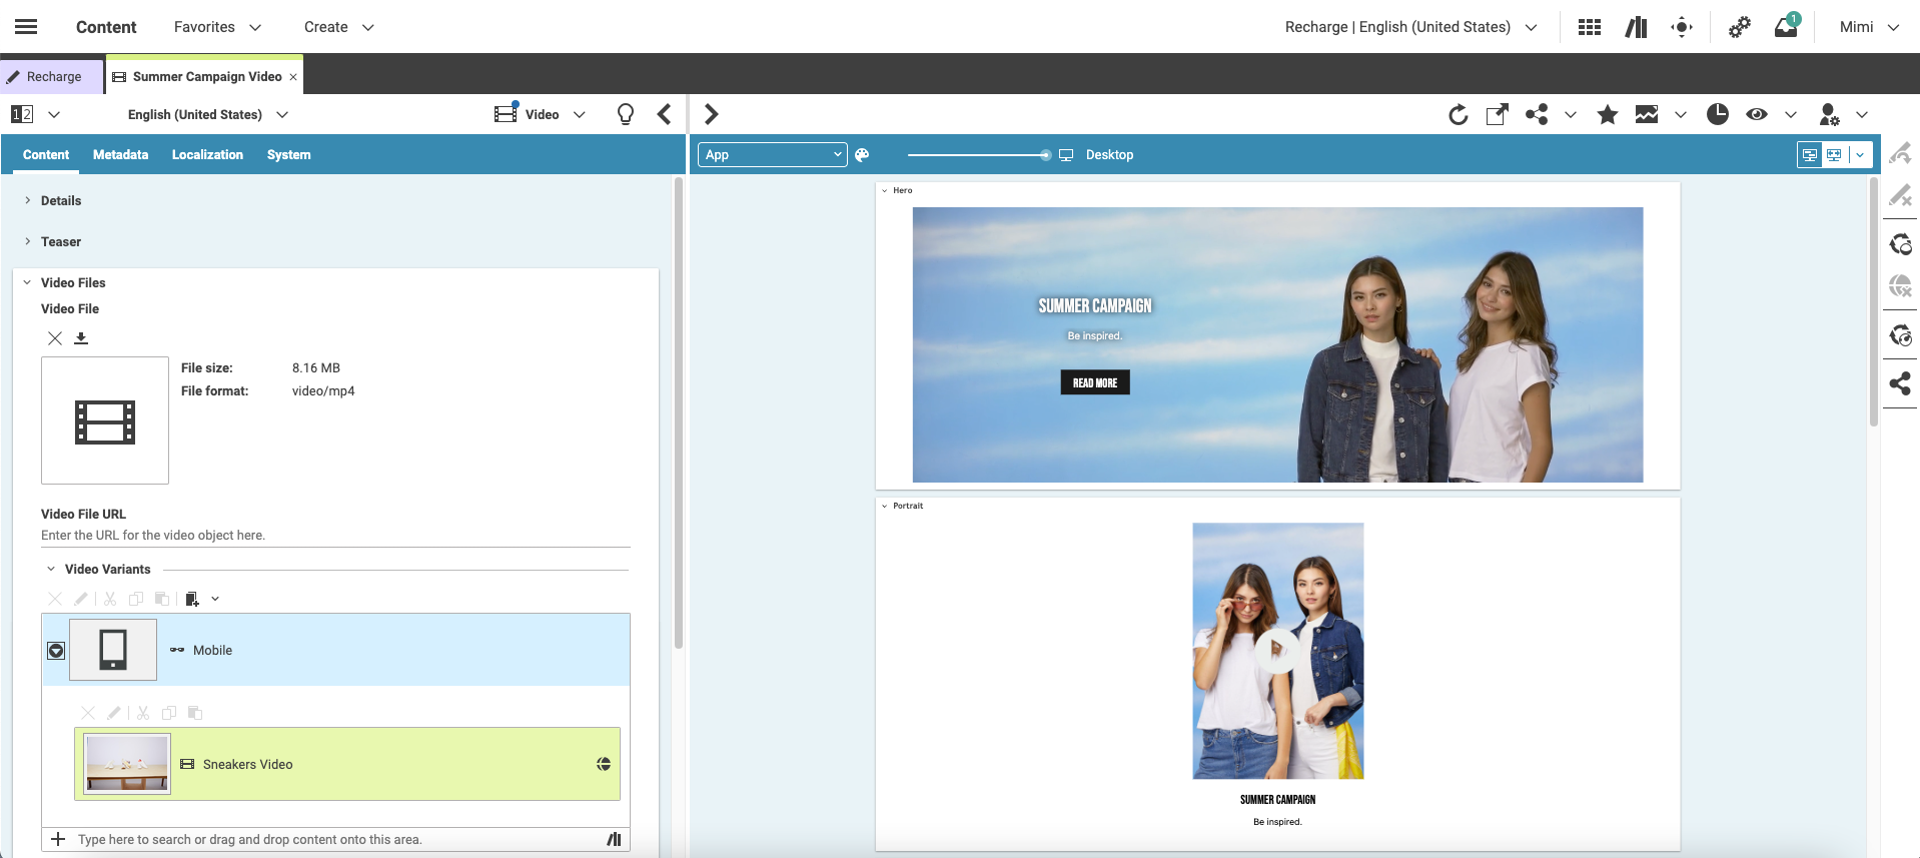 Content
Favorites
Create
Recharge | English (United States)
1
Mimi
Recharge
Summer Campaign Video
12
English (United States)
Video
Content
Metadata
Localization
System
App
Desktop
Details
Teaser
Video Files
Video File
File size:
8.16 MB
File format:
video/mp4
Video File URL
Enter the URL for the video object here.
Video Variants
Mobile
Sneakers Video
Type here to search or drag and drop content onto this area.
Hero
SUMMER CAMPAIGN
Be inspired.
READ MORE
Portrait
SUMMER CAMPAIGN
Be inspired.